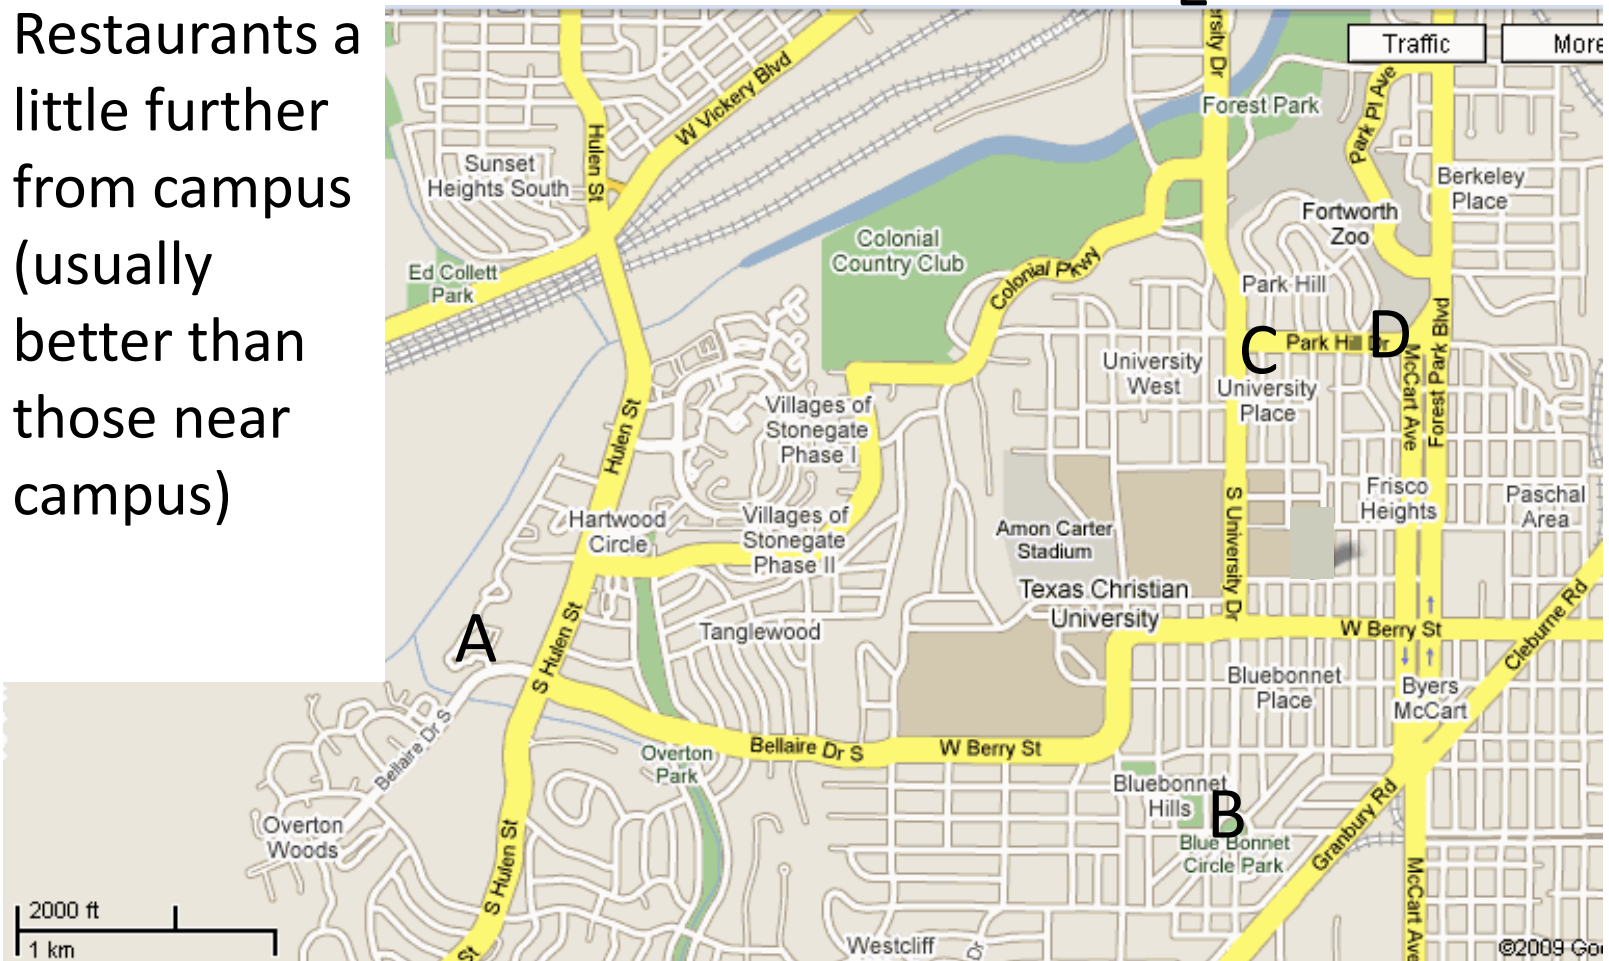 Restaurants a
little further
from campus
(usually
better than
those near
campus)
ersity Dr
Traffic
More
W Vickery Blvd
Forest Park
Park Pl Ave
Hulen St
Sunset
Heights South
Berkeley
Place
Fortworth
Zoo
Colonial
Country Club
Ed Collett
Park
Colonial Pkwy
Park Hill
C
Park Hill Dr
D
University
West
University
Place
McCart Ave
Forest Park Blvd
Villages of
Stonegate
Phase I
Hulen St
Frisco
Heights
Paschal
Area
S University Dr
Hartwood
Circle
Villages of
Stonegate
Phase II
Amon Carter
Stadium
Texas Christian
University
A
S Hulen St
Tanglewood
W Berry St
Cleburne Rd
Bluebonnet
Place
Byers
McCart
Bellaire Dr S
Overton
Park
Bellaire Dr S
W Berry St
Bluebonnet
Hills
B
Blue Bonnet
Circle Park
Granbury Rd
Overton
Woods
S Hulen St
McCart Ave
2000 ft
1 km
St
Westcliff
Dr
©2009 Goo